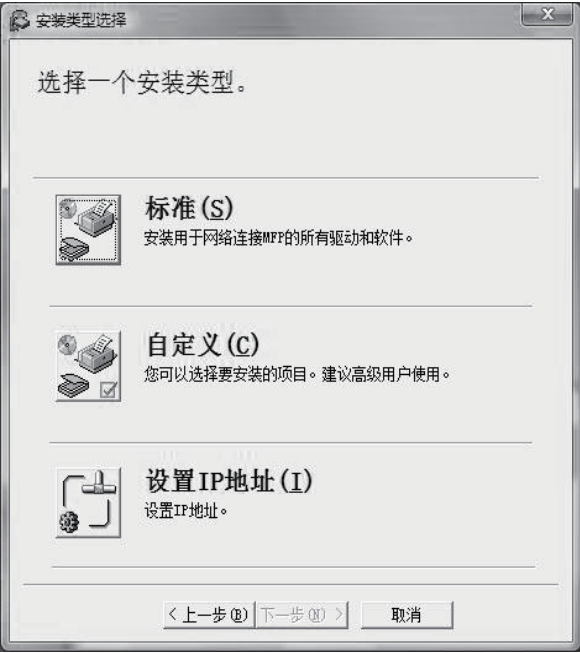 安装类型选择
选择一个安装类型。
标准(S)
安装用于网络连接MFP的所有驱动和软件。
自定义(C)
您可以选择要安装的项目。建议高级用户使用。
设置IP地址(I)
设置IP地址。
<上一步(B) 下一步(N)> 取消